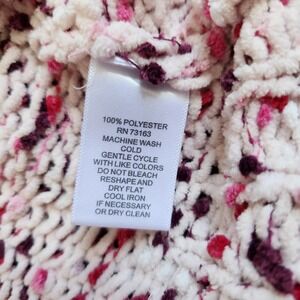 100% POLYESTER
RN 73163
MACHINE WASH
COLD
GENTLE CYCLE
WITH LIKE COLORS
DO NOT BLEACH
RESHAPE AND
DRY FLAT
COOL IRON
IF NECESSARY
OR DRY CLEAN